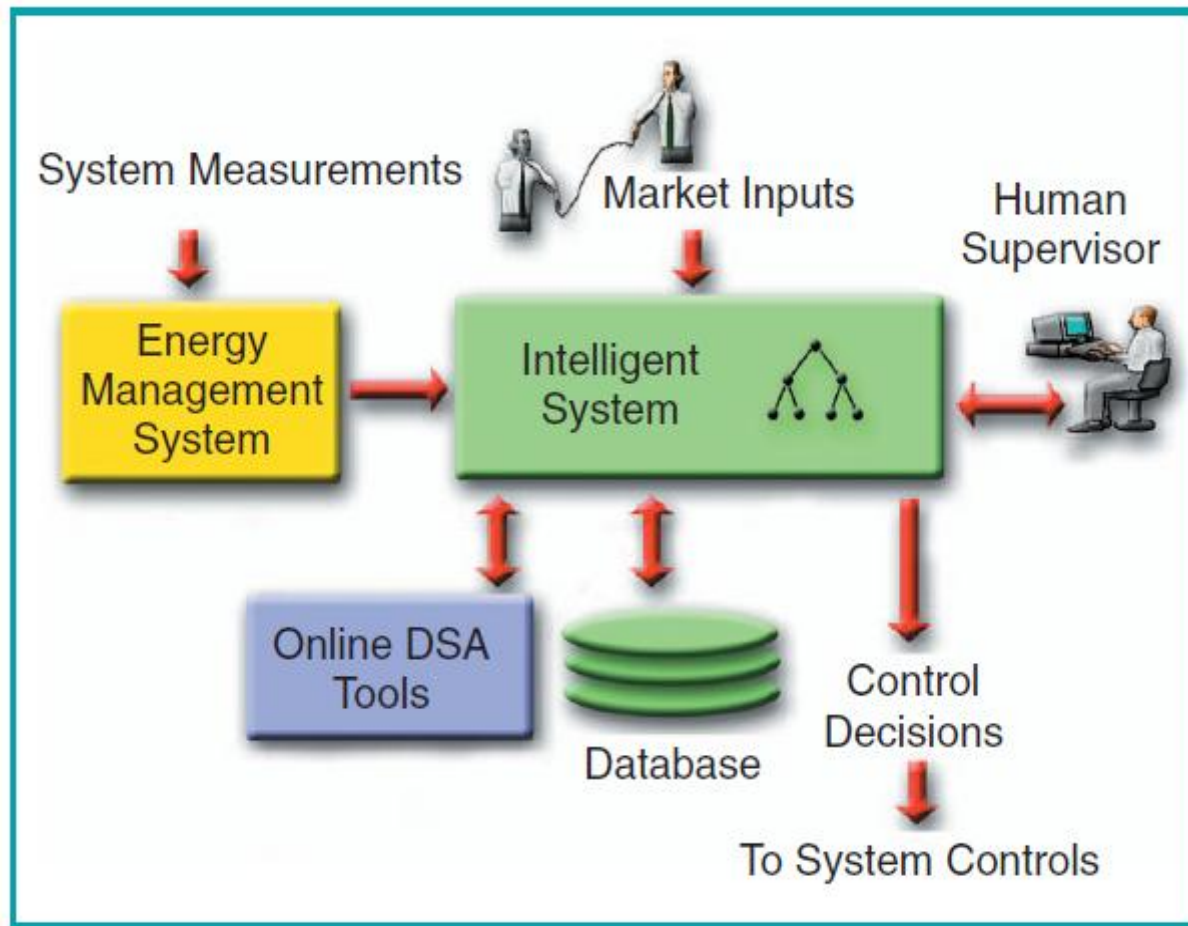 System Measurements
Market Inputs
Human
Supervisor
Energy
Management
System
Intelligent
System
Online DSA
Tools
Database
Control
Decisions
To System Controls